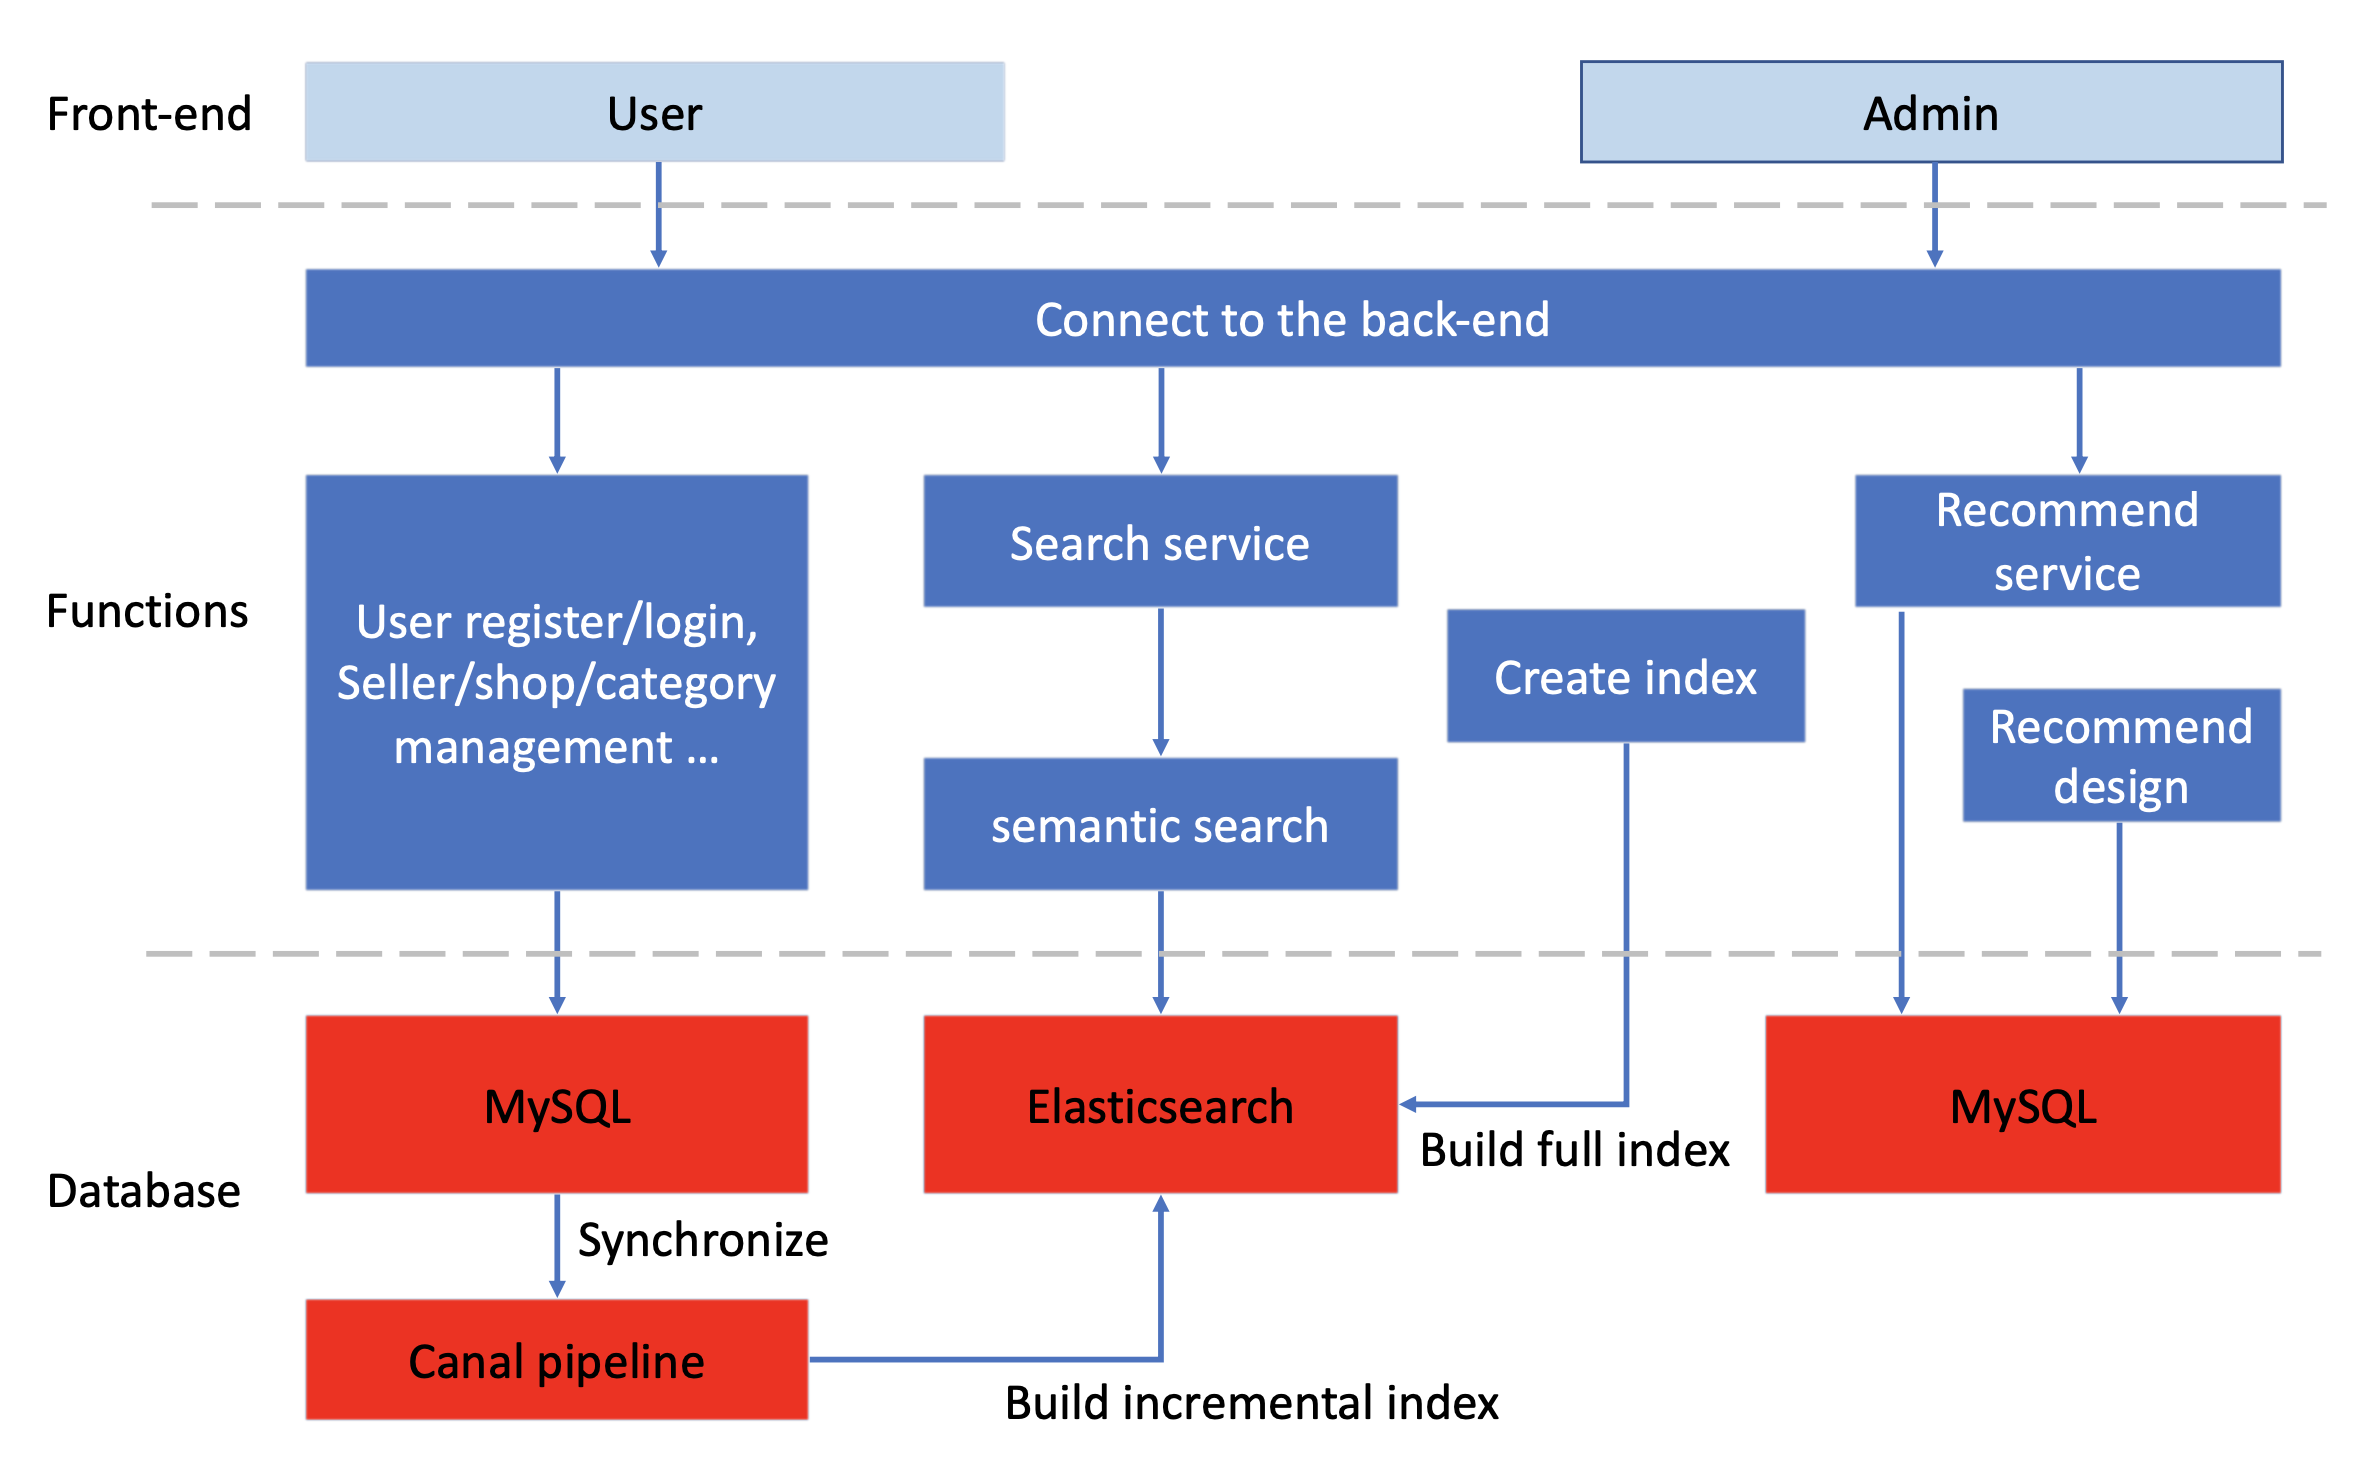 Front-end
User
Admin
Connect to the back-end
Functions
User register/login,
Seller/shop/category
management ...
Search service
semantic search
Create index
Recommend
service
Recommend
design
Database
MySQL
Elasticsearch
MySQL
Build full index
Synchronize
Canal pipeline
Build incremental index